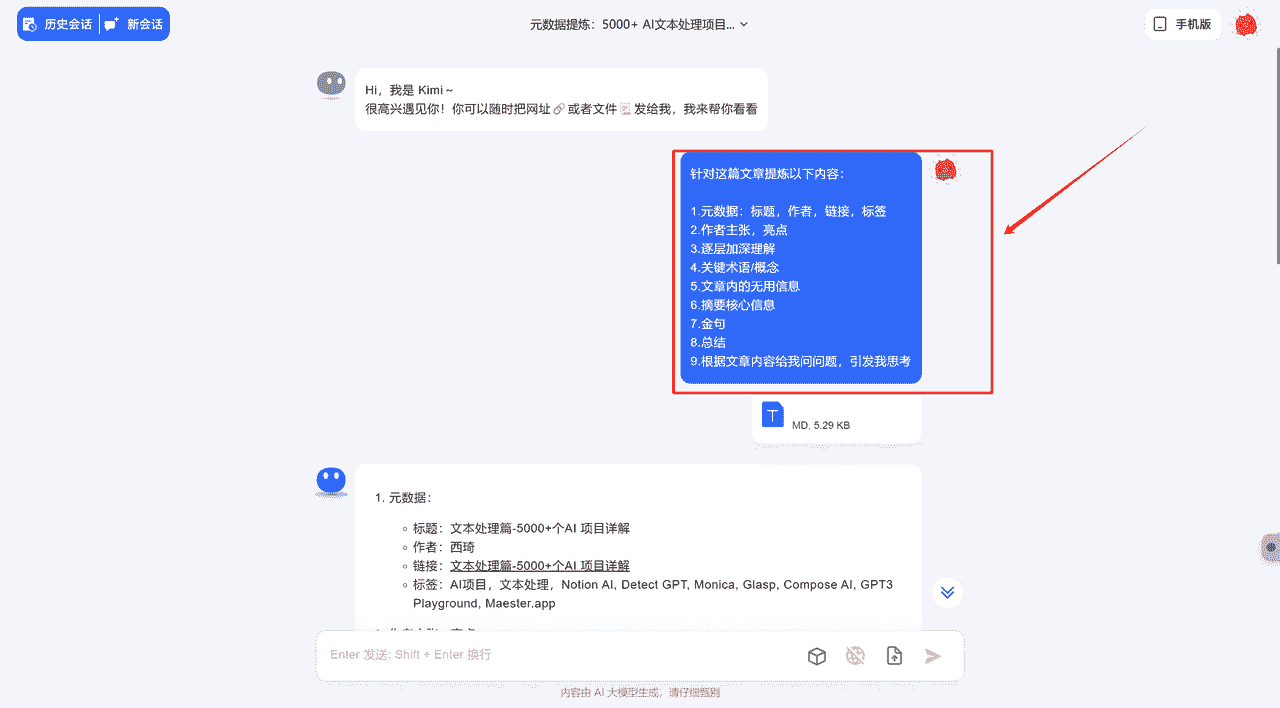 历史会话
新会话
元数据提炼：5000+ AI文本处理项目...
手机版
Hi，我是 Kimi～
很高兴遇见你！你可以随时把网址🔗或者文件📃发给我，我来帮你看看
针对这篇文章提炼以下内容：
1.元数据：标题，作者，链接，标签
2.作者主张，亮点
3.逐层加深理解
4.关键术语/概念
5.文章内的无用信息
6.摘要核心信息
7.金句
8.总结
9.根据文章内容给我问问题，引发我思考
T
MD, 5.29 KB
1. 元数据：
标题：文本处理篇-5000+个AI 项目详解
作者：西琦
链接：文本处理篇-5000+个AI 项目详解
标签：AI项目，文本处理，Notion AI, Detect GPT, Monica, Glasp, Compose AI, GPT3
Playground, Maester.app
Enter 发送; Shift + Enter 换行
内容由 AI 大模型生成，请仔细甄别